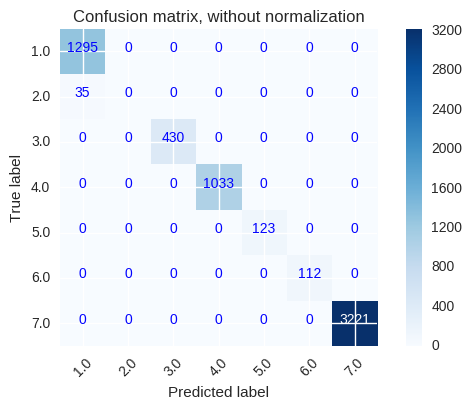 Confusion matrix, without normalization
1.0 1295 0 0 0 0 0 0
2.0 35 0 0 0 0 0 0
3.0 0 0 430 0 0 0 0
4.0 0 0 0 1033 0 0 0
5.0 0 0 0 0 123 0 0
6.0 0 0 0 0 0 112 0
7.0 0 0 0 0 0 0 3221
1.0 2.0 3.0 4.0 5.0 6.0 7.0
True label
Predicted label
3200
2800
2400
2000
1600
1200
800
400
0